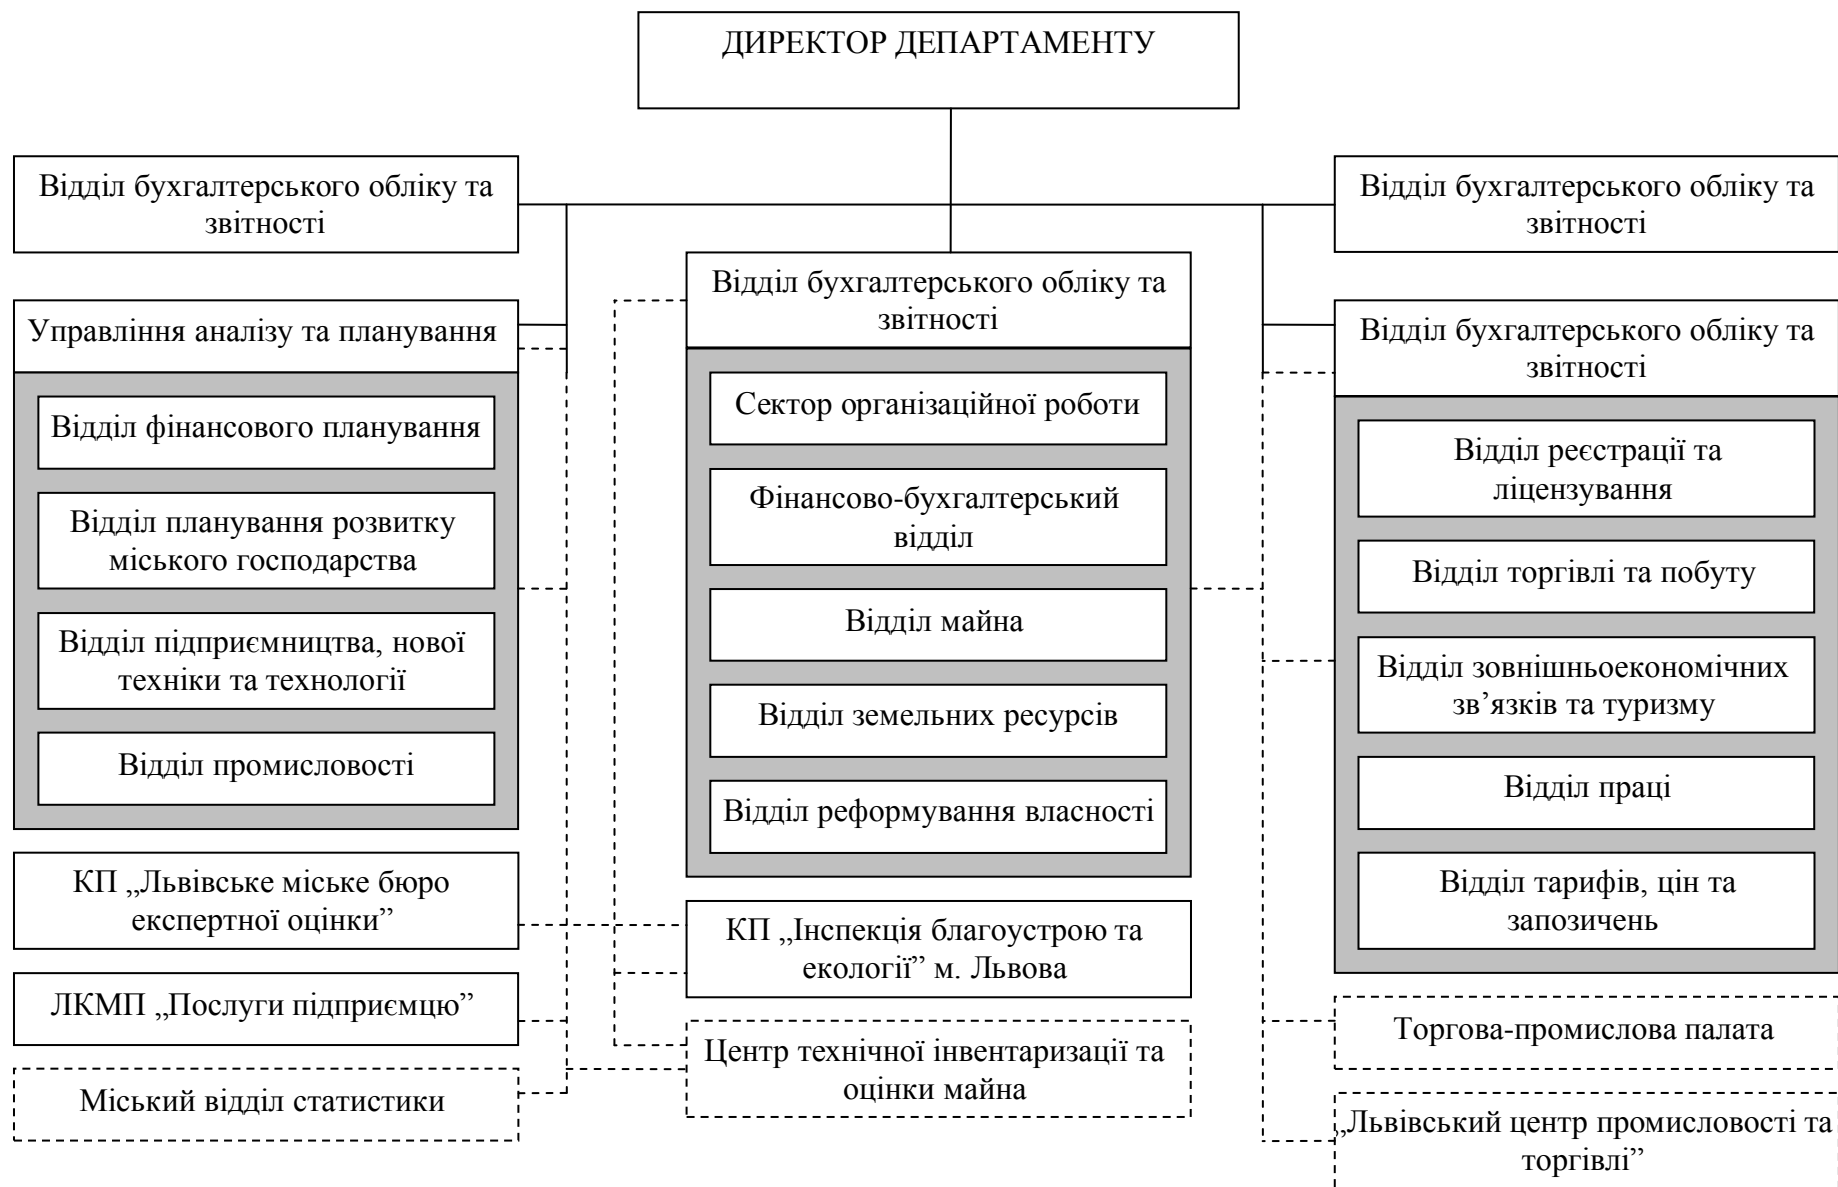 ДИРЕКТОР ДЕПАРТАМЕНТУ
Відділ бухгалтерського обліку та
звітності
Відділ бухгалтерського обліку та
звітності
Управління аналізу та планування
Відділ фінансового планування
Відділ планування розвитку
міського господарства
Відділ підприємництва, нової
техніки та технології
Відділ промисловості
КП „Львівське міське бюро
експертної оцінки”
ЛКМП „Послуги підприємцю”
Міський відділ статистики
Відділ бухгалтерського обліку та
звітності
Сектор організаційної роботи
Фінансово-бухгалтерський
відділ
Відділ майна
Відділ земельних ресурсів
Відділ реформування власності
КП „Інспекція благоустрою та
екології” м. Львова
Центр технічної інвентаризації та
оцінки майна
Відділ бухгалтерського обліку та
звітності
Відділ реєстрації та
ліцензування
Відділ торгівлі та побуту
Відділ зовнішньоекономічних
зв’язків та туризму
Відділ праці
Відділ тарифів, цін та
запозичень
Торгова-промислова палата
„Львівський центр промисловості та
торгівлі”